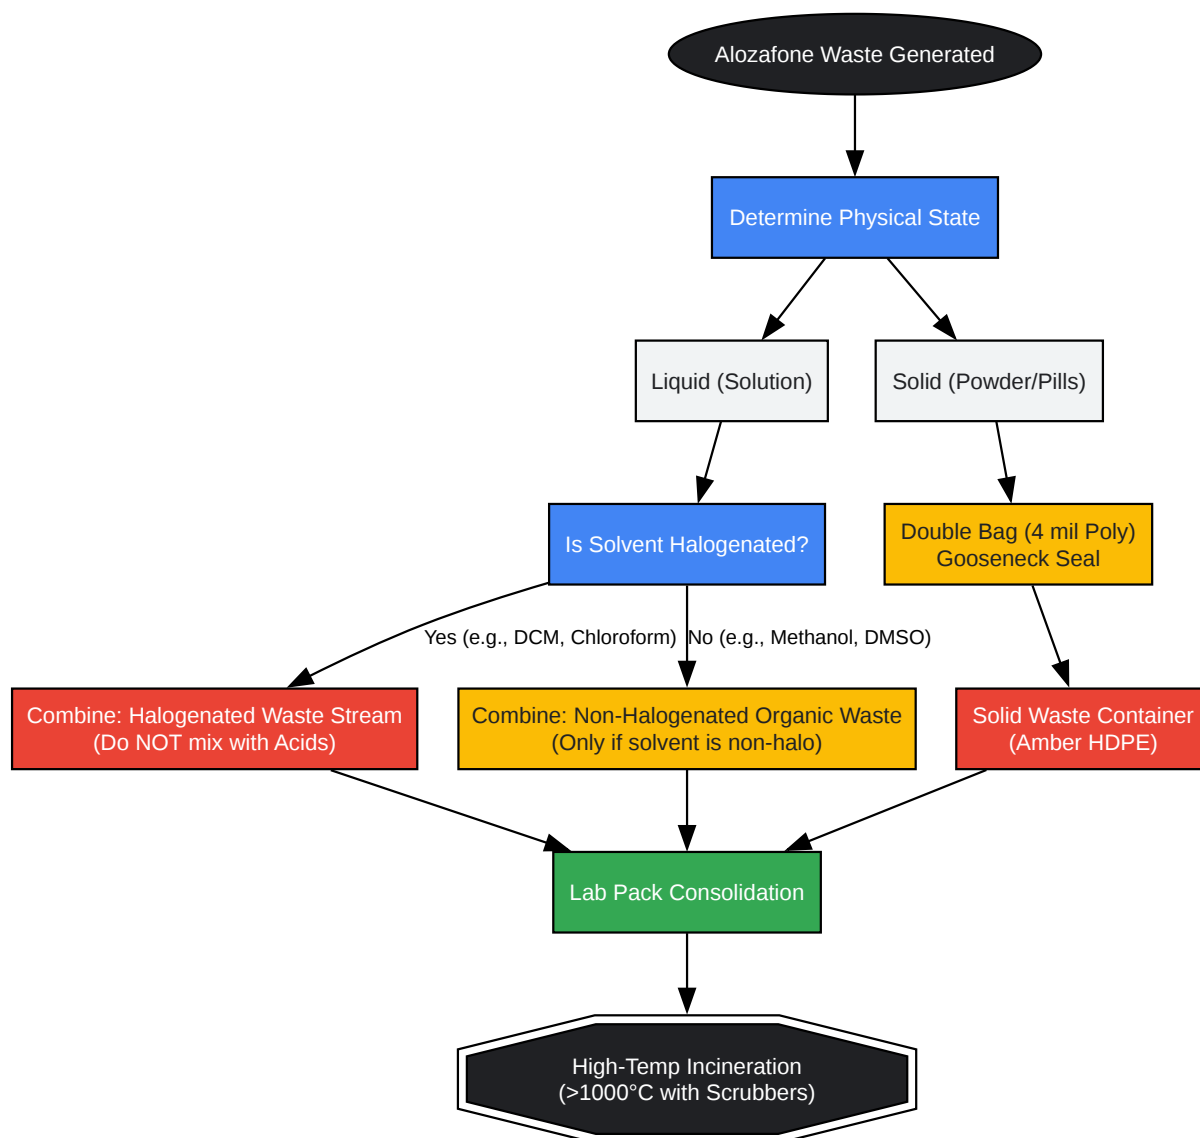 Alozafone Waste Generated
Determine Physical State
Liquid (Solution)
Solid (Powder/Pills)
Is Solvent Halogenated?
Double Bag (4 mil Poly)
Gooseneck Seal
Yes (e.g., DCM, Chloroform)
No (e.g., Methanol, DMSO)
Combine: Halogenated Waste Stream
(Do NOT mix with Acids)
Combine: Non-Halogenated Organic Waste
(Only if solvent is non-halo)
Solid Waste Container
(Amber HDPE)
Lab Pack Consolidation
High-Temp Incineration
(>1000°C with Scrubbers)